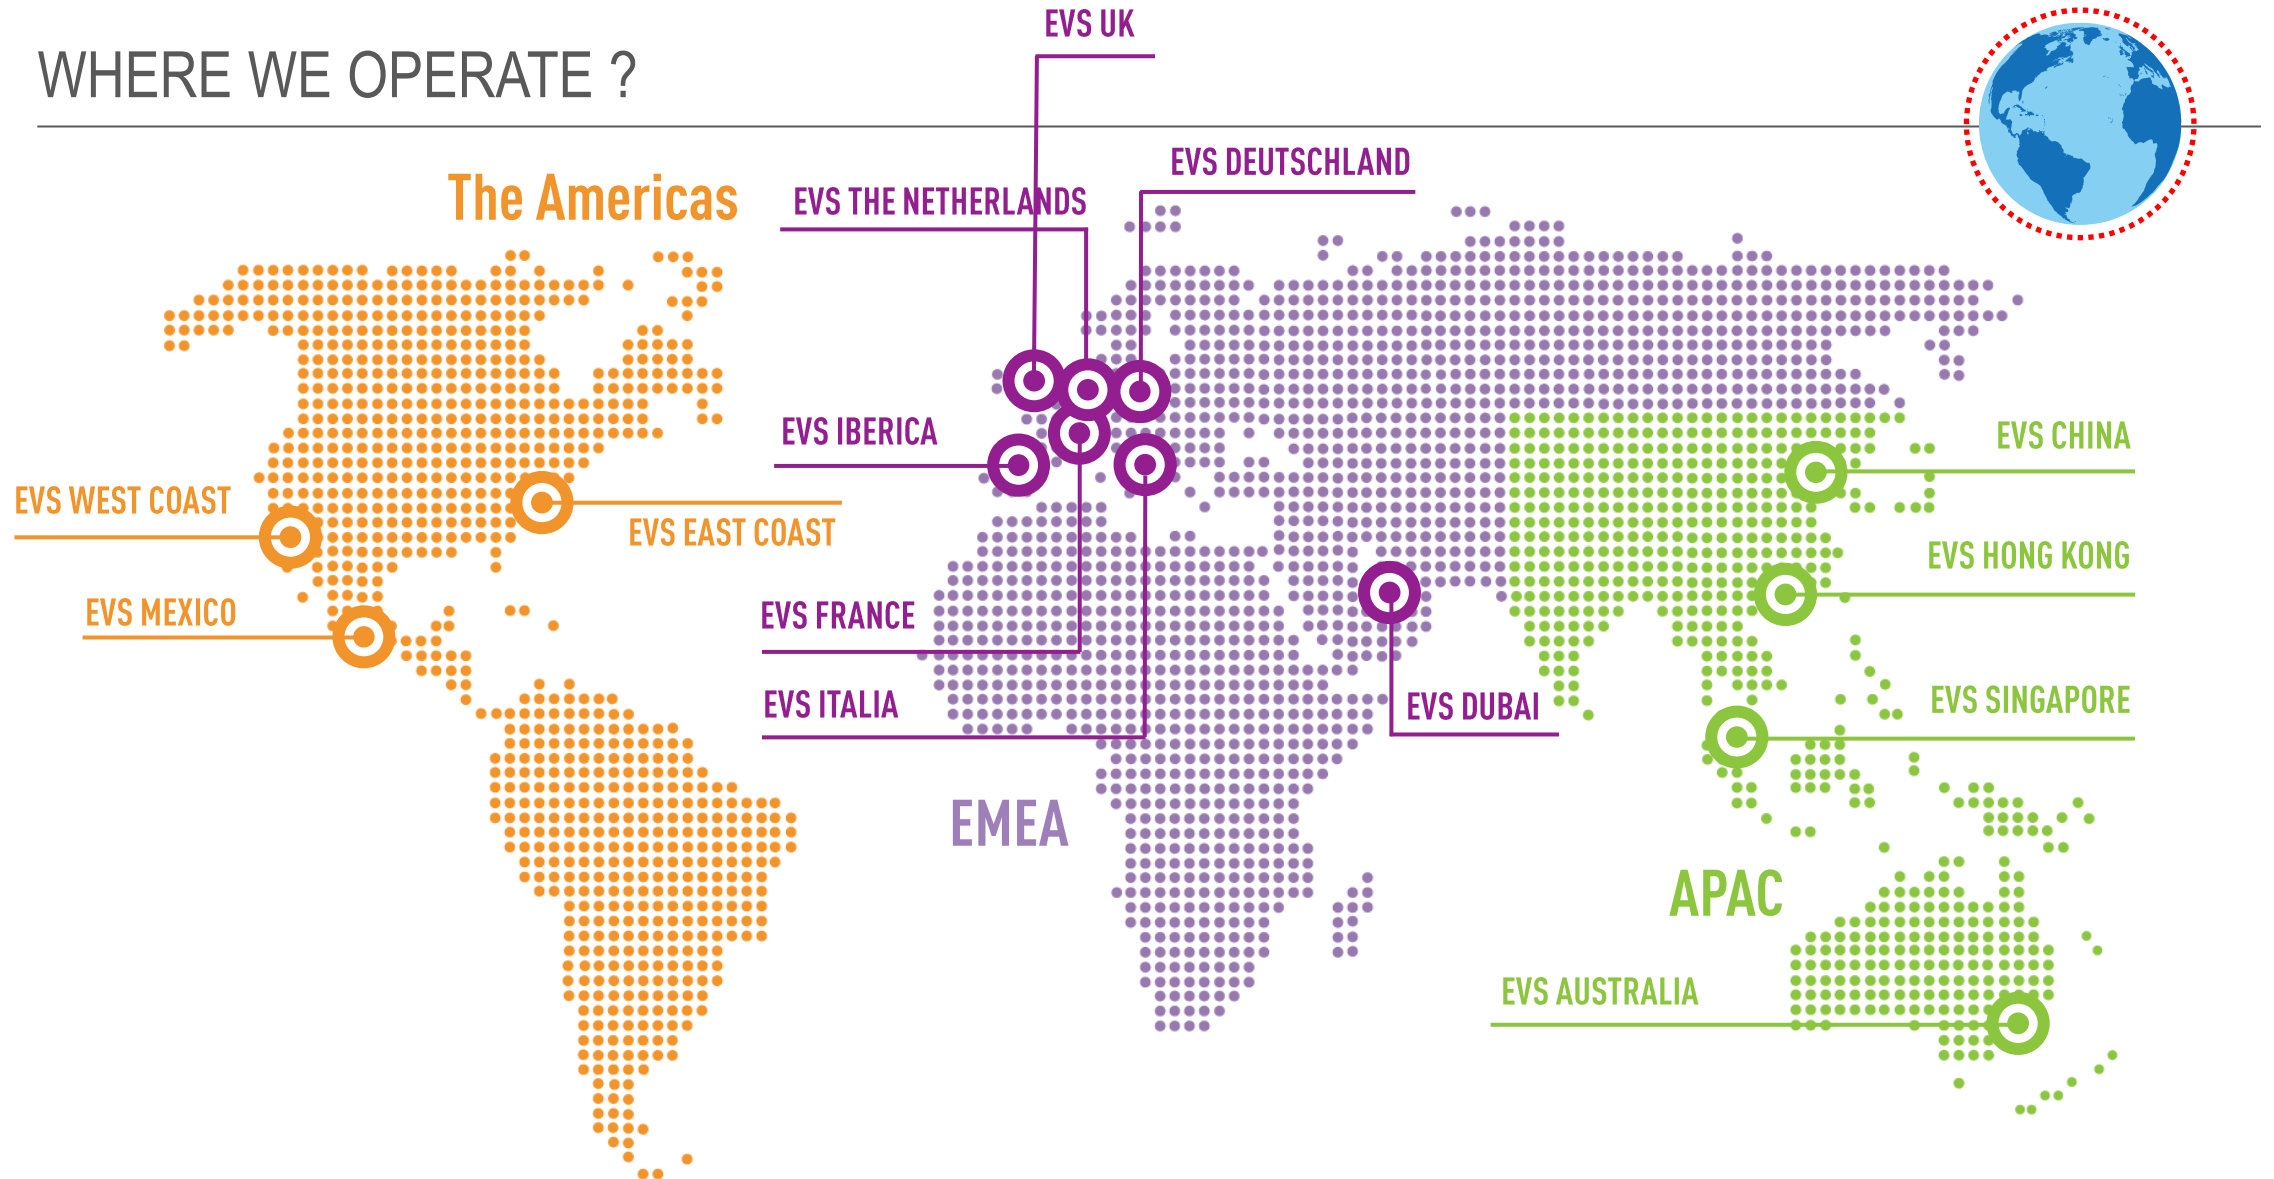 EVS UK
WHERE WE OPERATE ?
EVS DEUTSCHLAND
The Americas
EVS THE NETHERLANDS
EVS IBERICA
EVS CHINA
EVS WEST COAST
EVS EAST COAST
EVS HONG KONG
EVS MEXICO
EVS FRANCE
EVS ITALIA
EVS DUBAI
EVS SINGAPORE
EMEA
APAC
EVS AUSTRALIA